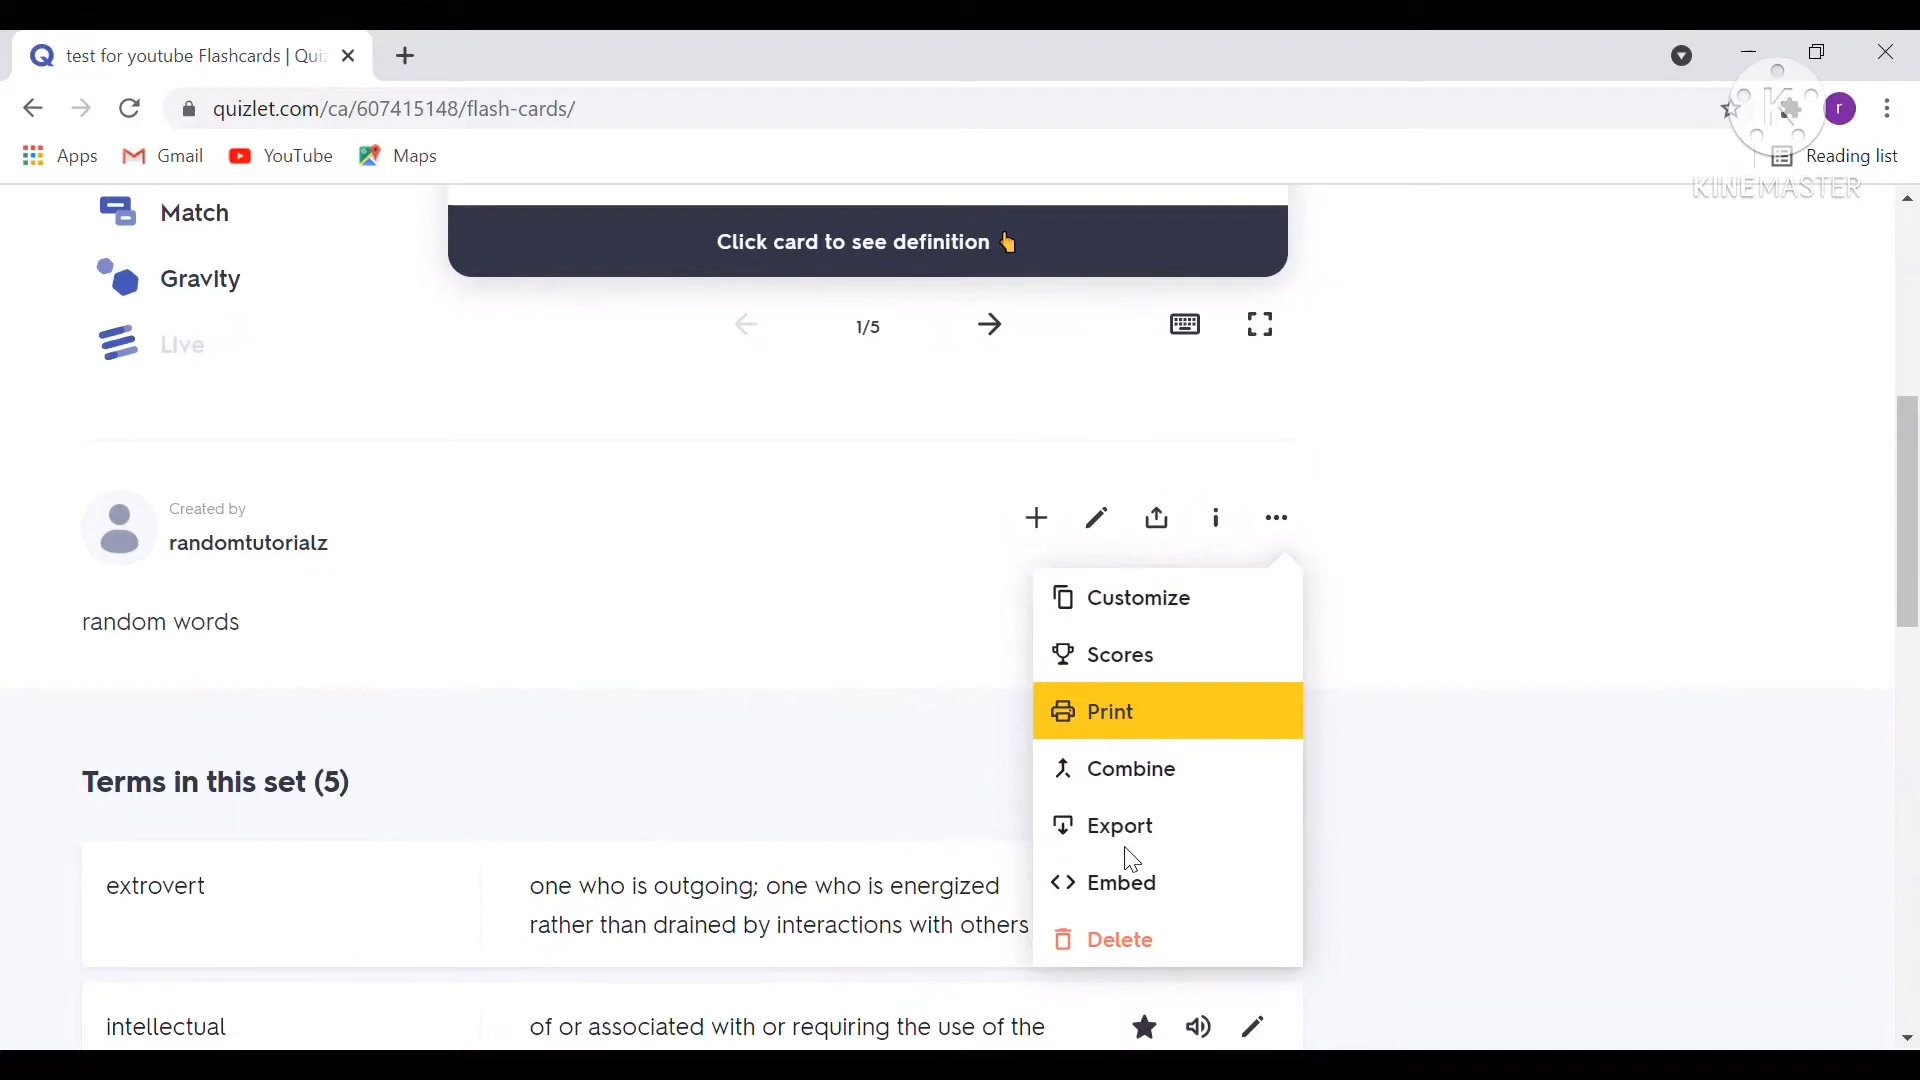 test for youtube Flashcards | Qui
quizlet.com/ca/607415148/flash-cards/
r
Apps
Gmail
YouTube
Maps
Reading list
KINEMASTER
Match
Gravity
Live
Click card to see definition 👆
1/5
Created by
randomtutorialz
random words
Customize
Scores
Print
Combine
Export
Embed
Delete
Terms in this set (5)
extrovert
one who is outgoing; one who is energized
rather than drained by interactions with others
intellectual
of or associated with or requiring the use of the